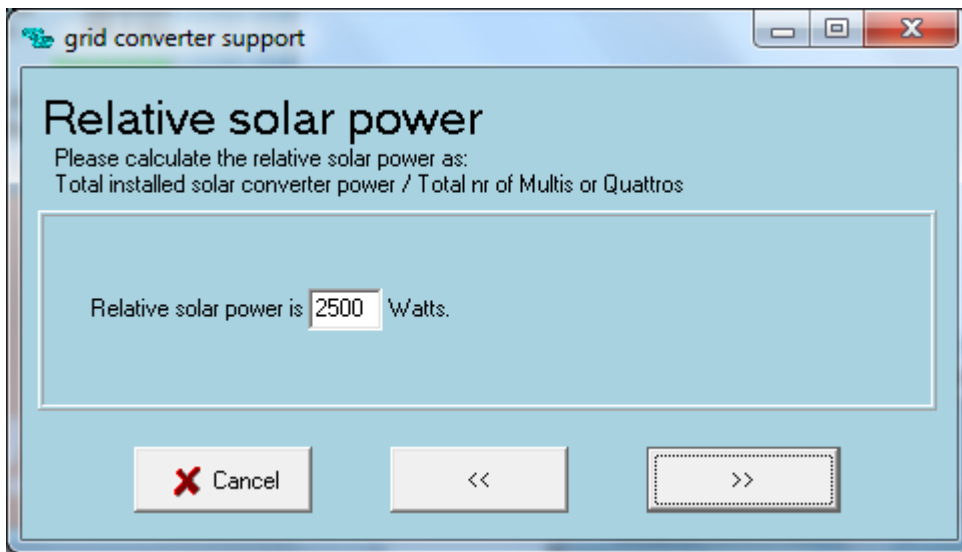 grid converter support
Relative solar power
Please calculate the relative solar power as:
Total installed solar converter power / Total nr of Multis or Quattros
Relative solar power is 2500 Watts.
Cancel << >>